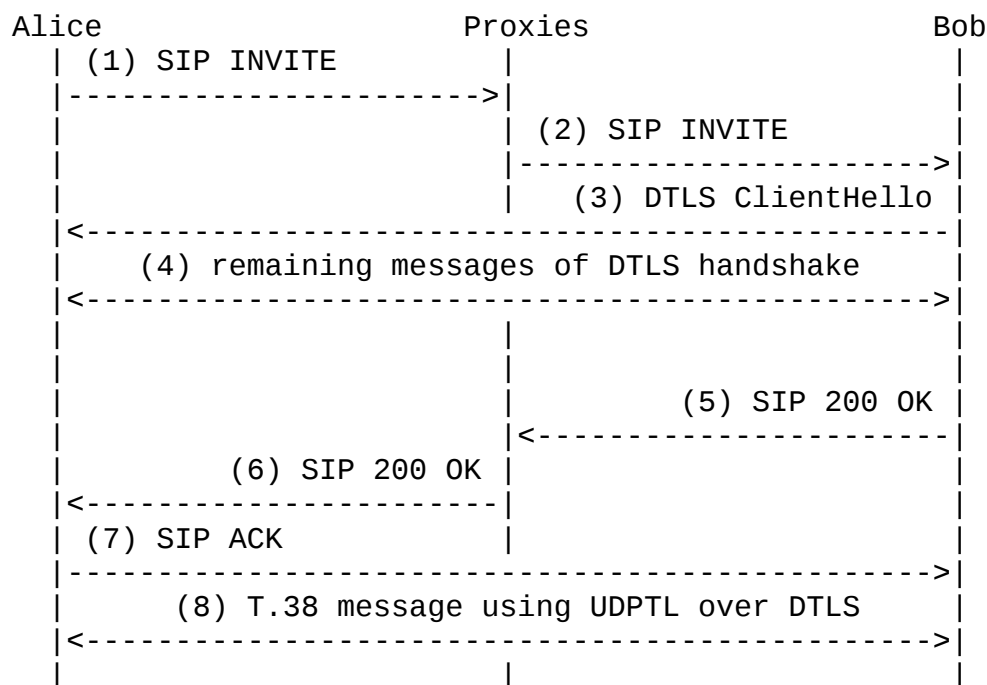 Alice Proxies Bob
(1) SIP INVITE
(2) SIP INVITE
(3) DTLS ClientHello
(4) remaining messages of DTLS handshake
(5) SIP 200 OK
(6) SIP 200 OK
(7) SIP ACK
(8) T.38 message using UDPTL over DTLS